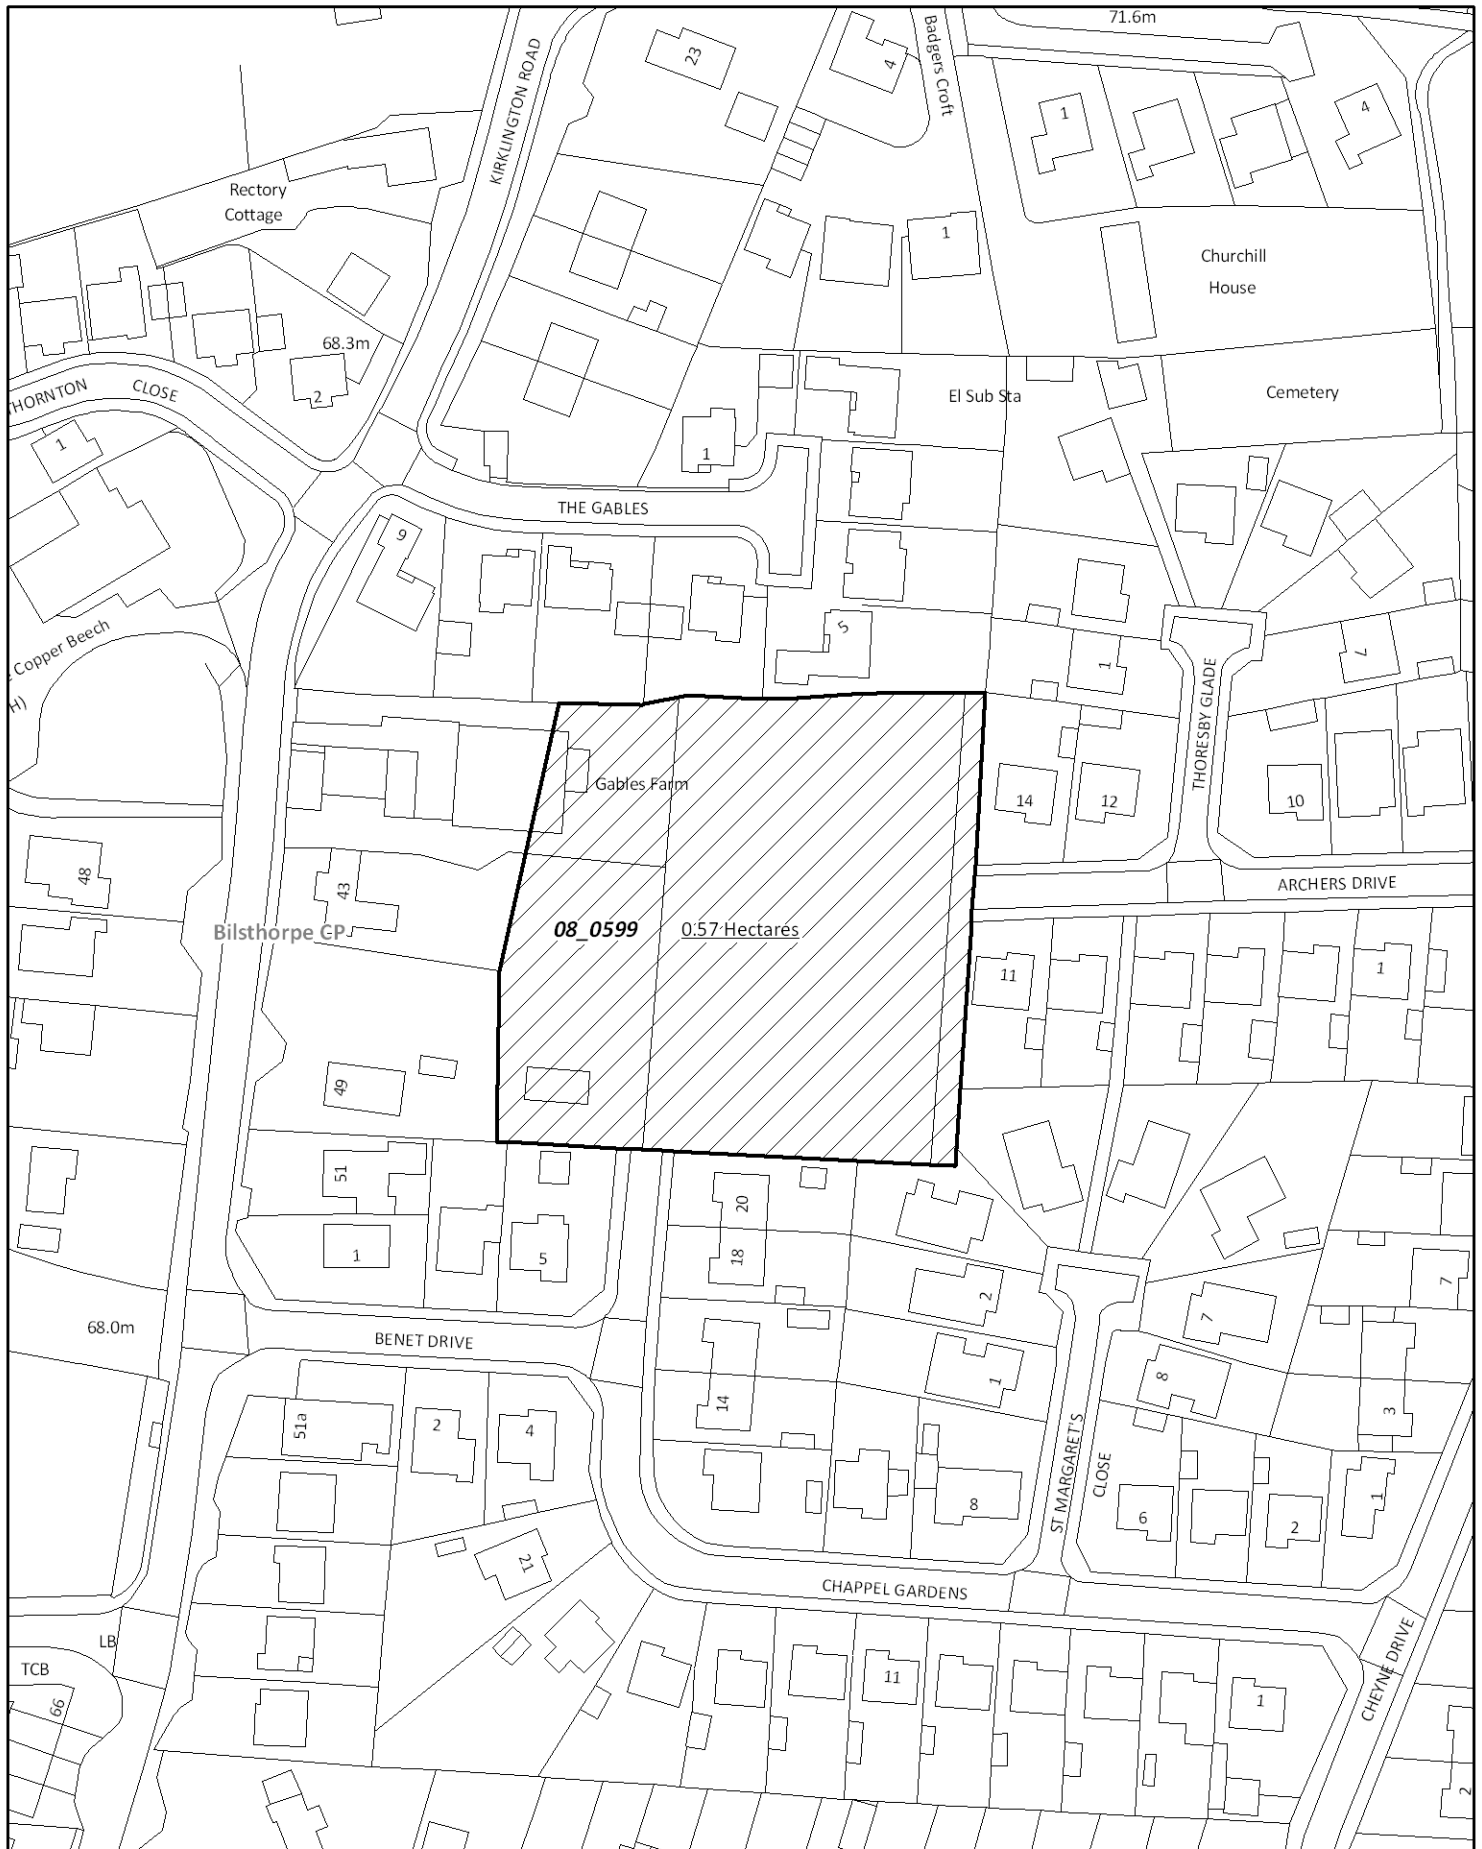 71.6m
KIRKLINGTON ROAD
23
4
Badgers Croft
1
4
Rectory
Cottage
1
Churchill
House
68.3m
THORNTON CLOSE
2
El Sub Sta
Cemetery
1
1
THE GABLES
9
5
1
7
THORESBY GLADE
Copper Beech
H)
Gables Farm
14
12
10
48
43
ARCHERS DRIVE
Bilsthorpe CP
08_0599
0.57 Hectares
11
1
49
51
20
1
5
18
2
7
7
68.0m
BENET DRIVE
1
8
14
3
51a
2
4
ST MARGARET'S
CLOSE
8
6
2
1
21
CHAPPEL GARDENS
LB
TCB
66
11
1
CHEYNE DRIVE
2